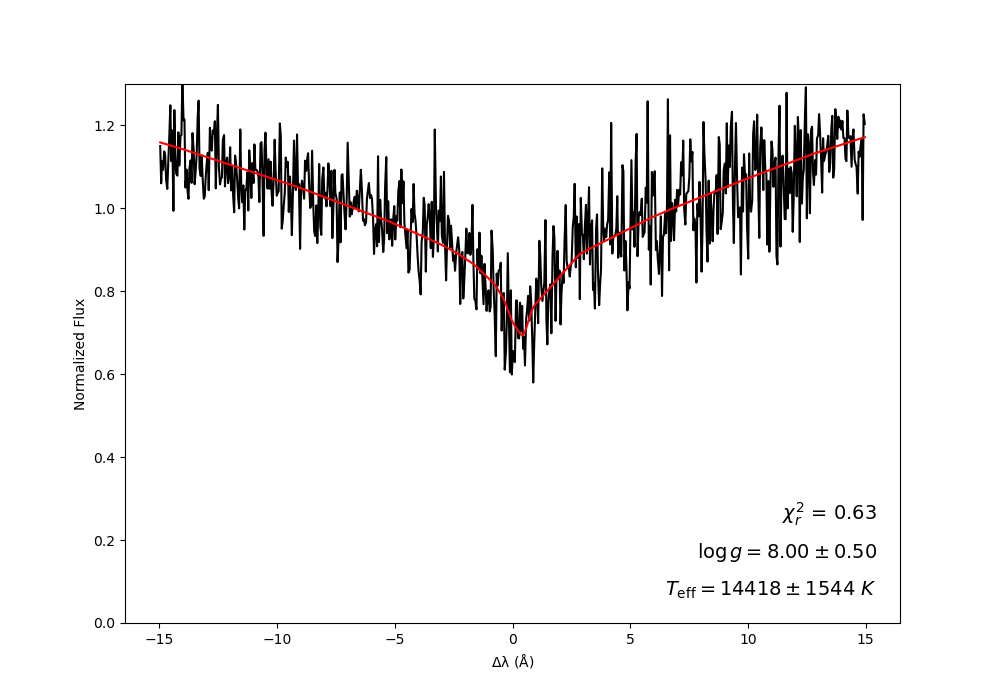 1.2
1.0
0.8
0.6
0.4
0.2
0.0
Normalized Flux
χ²ᵣ = 0.63
log g = 8.00 ± 0.50
T_eff = 14418 ± 1544 K
−15 −10 −5 0 5 10 15
Δλ (Å)